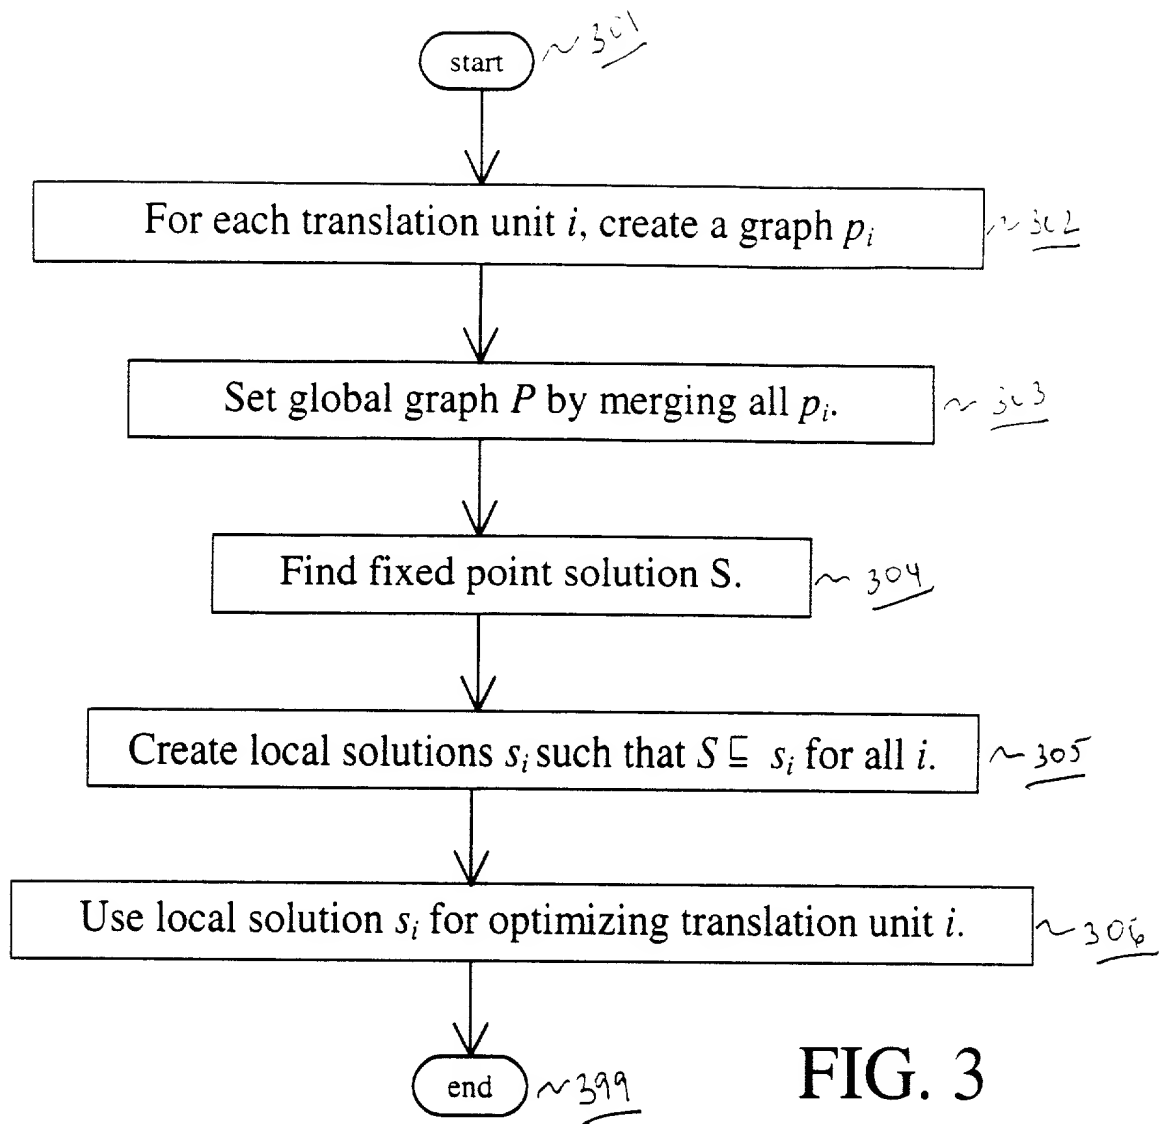 start ~ 301
For each translation unit i, create a graph pᵢ ~ 302
Set global graph P by merging all pᵢ. ~ 303
Find fixed point solution S. ~ 304
Create local solutions sᵢ such that S ⊑ sᵢ for all i. ~ 305
Use local solution sᵢ for optimizing translation unit i. ~ 306
end ~ 399
FIG. 3